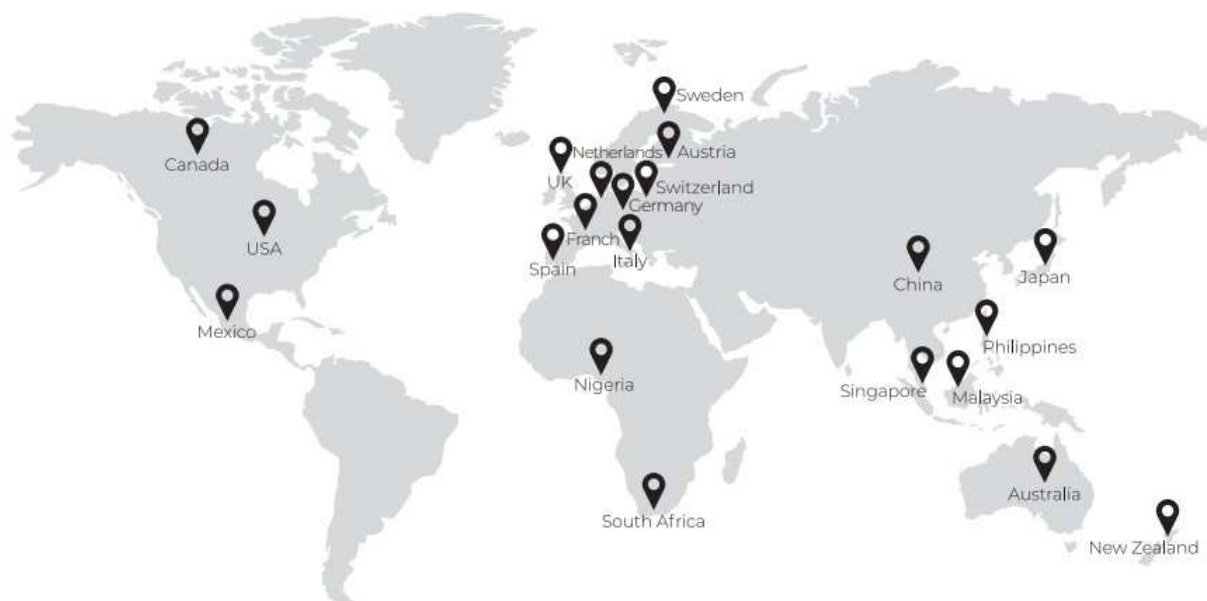 Sweden
Canada
Netherlands
Austria
UK
Switzerland
Germany
USA
Franch
Italy
Spain
China
Japan
Mexico
Philippines
Nigeria
Singapore
Malaysia
Australia
South Africa
New Zealand